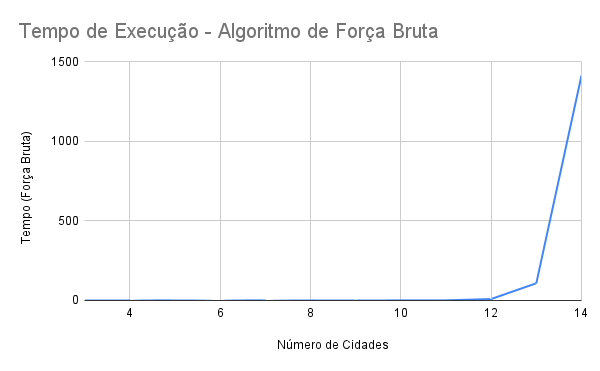 Tempo de Execução - Algoritmo de Força Bruta
Tempo (Força Bruta)
1500
1000
500
0
4 6 8 10 12 14
Número de Cidades